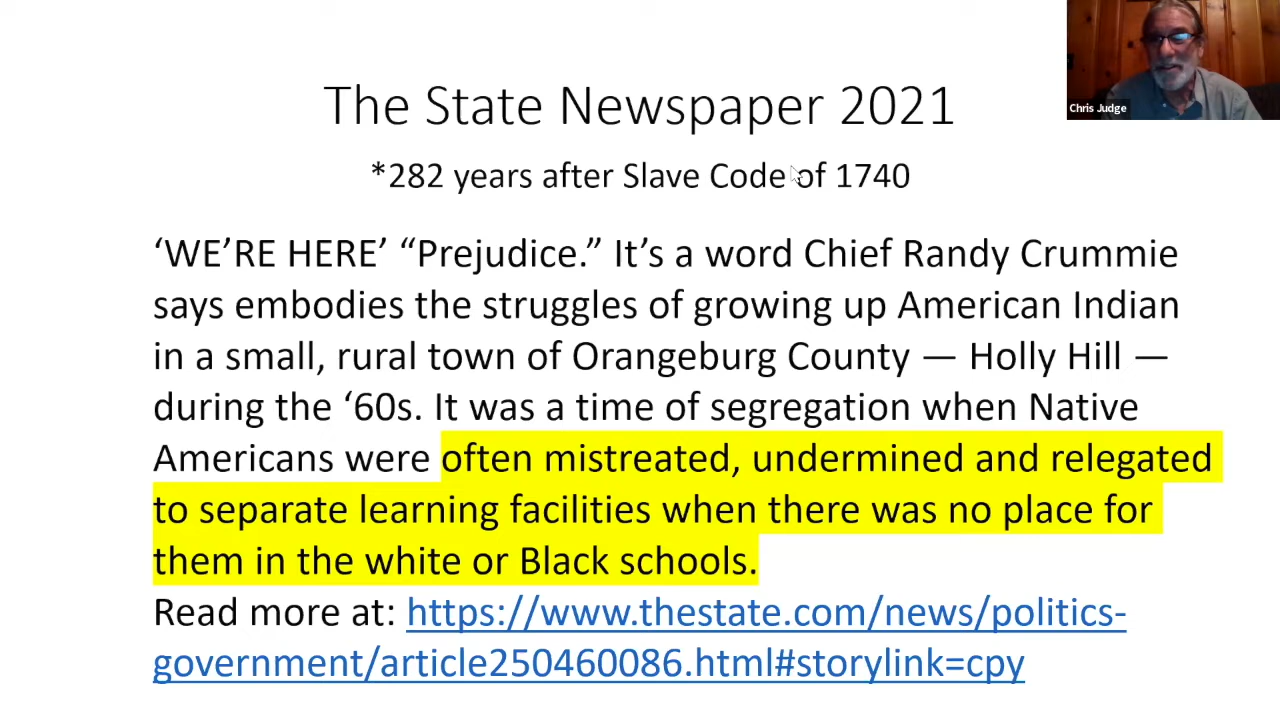 The State Newspaper 2021
Chris Judge
*282 years after Slave Code of 1740
‘WE’RE HERE’ “Prejudice.” It’s a word Chief Randy Crummie
says embodies the struggles of growing up American Indian
in a small, rural town of Orangeburg County — Holly Hill —
during the ‘60s. It was a time of segregation when Native
Americans were often mistreated, undermined and relegated
to separate learning facilities when there was no place for
them in the white or Black schools.
Read more at: https://www.thestate.com/news/politics-
government/article250460086.html#storylink=cpy